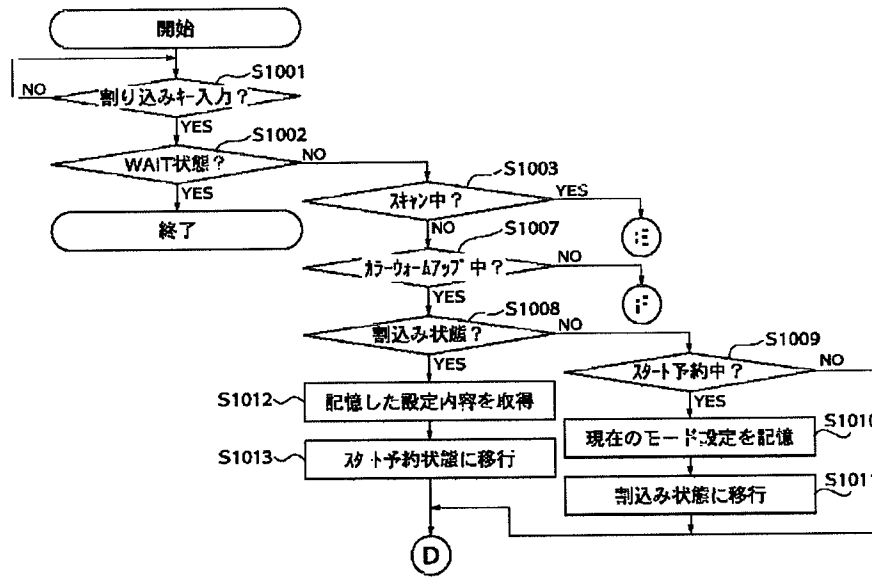 開始
S1001
NO
割り込みキー入力？
YES
S1002
WAIT状態？
NO
YES
終了
S1003
スキャン中？
YES
E
NO
S1007
カラーウォームアップ中？
NO
F
YES
S1008
割込み状態？
NO
YES
S1009
スタート予約中？
NO
YES
S1012
記憶した設定内容を取得
S1010
現在のモード設定を記憶
S1013
スタート予約状態に移行
S1011
割込み状態に移行
D